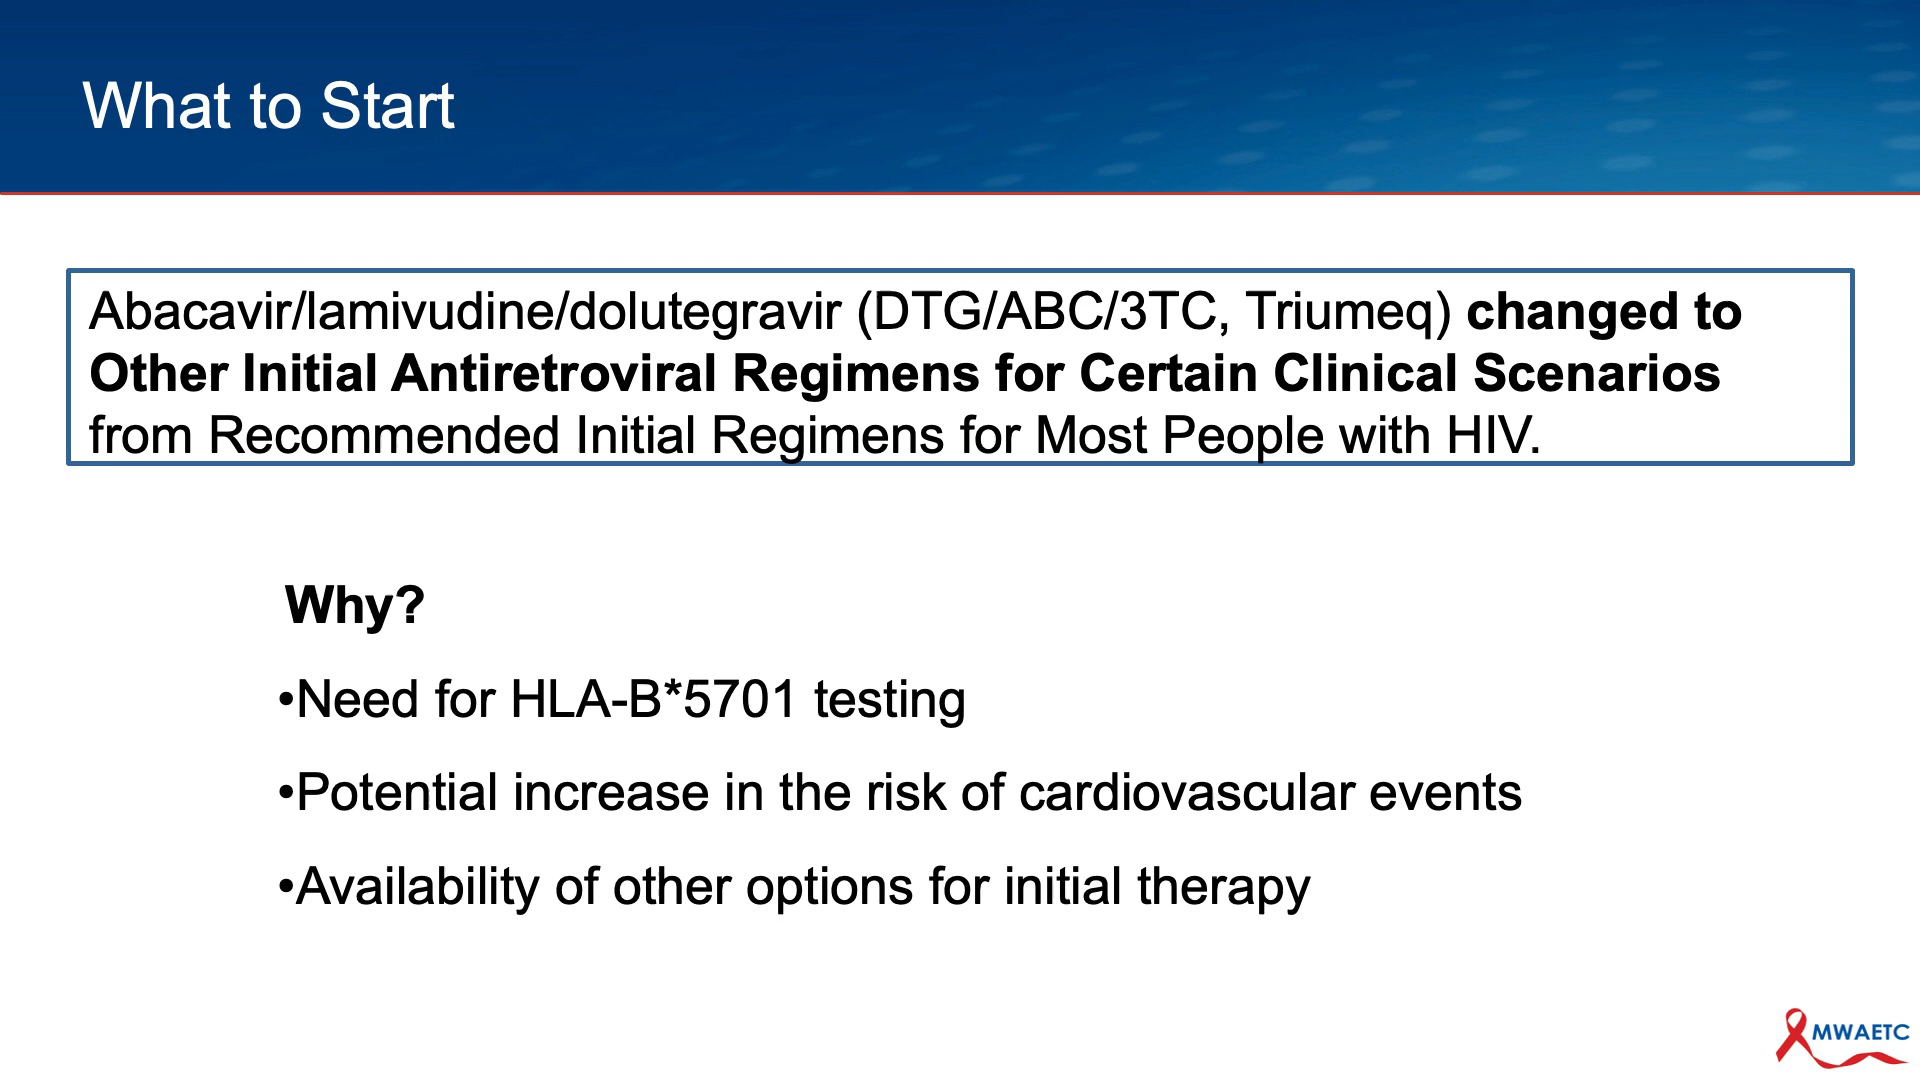 What to Start
Abacavir/lamivudine/dolutegravir (DTG/ABC/3TC, Triumeq) changed to
Other Initial Antiretroviral Regimens for Certain Clinical Scenarios
from Recommended Initial Regimens for Most People with HIV.
Why?
•Need for HLA-B*5701 testing
•Potential increase in the risk of cardiovascular events
•Availability of other options for initial therapy
MWAETC